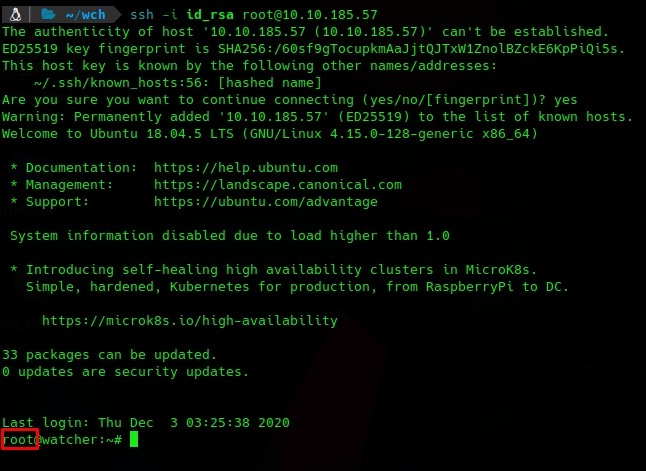 ~/wch ssh -i id_rsa root@10.10.185.57
The authenticity of host '10.10.185.57 (10.10.185.57)' can't be established.
ED25519 key fingerprint is SHA256:/60sf9gTocupkmAaJjtQJTxW1ZnolBZckE6KpPiQi5s.
This host key is known by the following other names/addresses:
    ~/.ssh/known_hosts:56: [hashed name]
Are you sure you want to continue connecting (yes/no/[fingerprint])? yes
Warning: Permanently added '10.10.185.57' (ED25519) to the list of known hosts.
Welcome to Ubuntu 18.04.5 LTS (GNU/Linux 4.15.0-128-generic x86_64)
 * Documentation:  https://help.ubuntu.com
 * Management:     https://landscape.canonical.com
 * Support:        https://ubuntu.com/advantage
 System information disabled due to load higher than 1.0
 * Introducing self-healing high availability clusters in MicroK8s.
   Simple, hardened, Kubernetes for production, from RaspberryPi to DC.
     https://microk8s.io/high-availability
33 packages can be updated.
0 updates are security updates.
Last login: Thu Dec  3 03:25:38 2020
root@watcher:~#